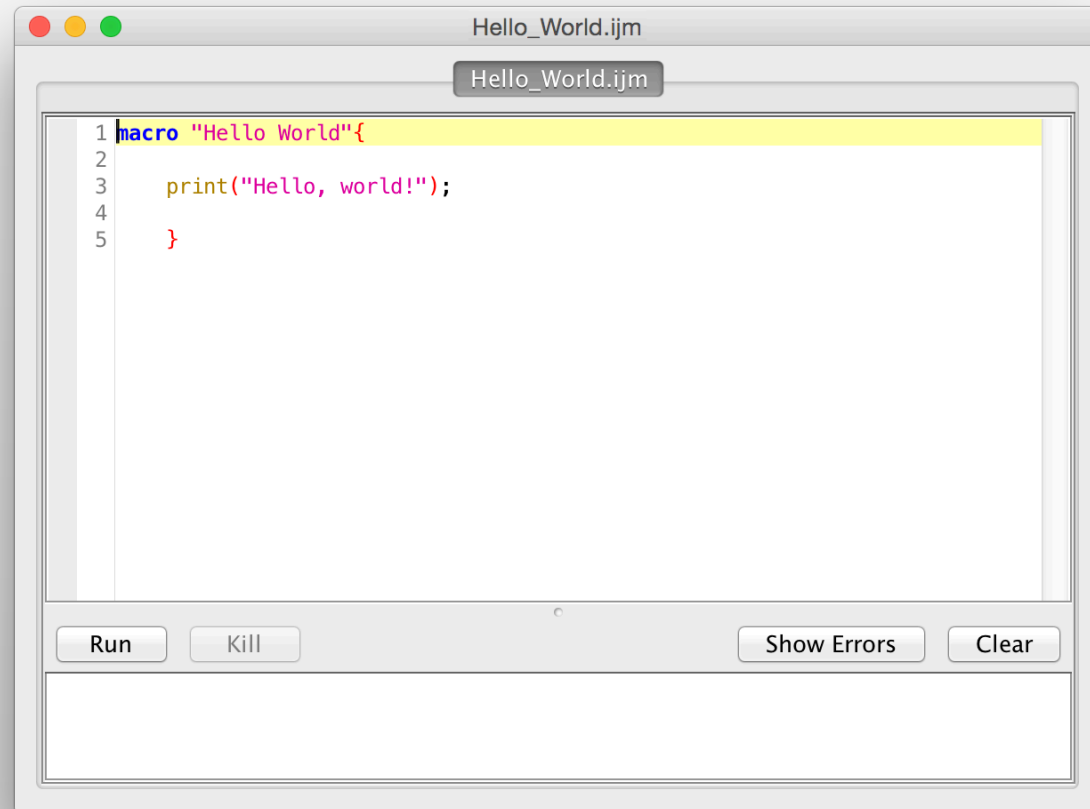 Hello_World.ijm
Hello_World.ijm
1 macro "Hello World"{
2
3     print("Hello, world!");
4
5     }
Run Kill Show Errors Clear